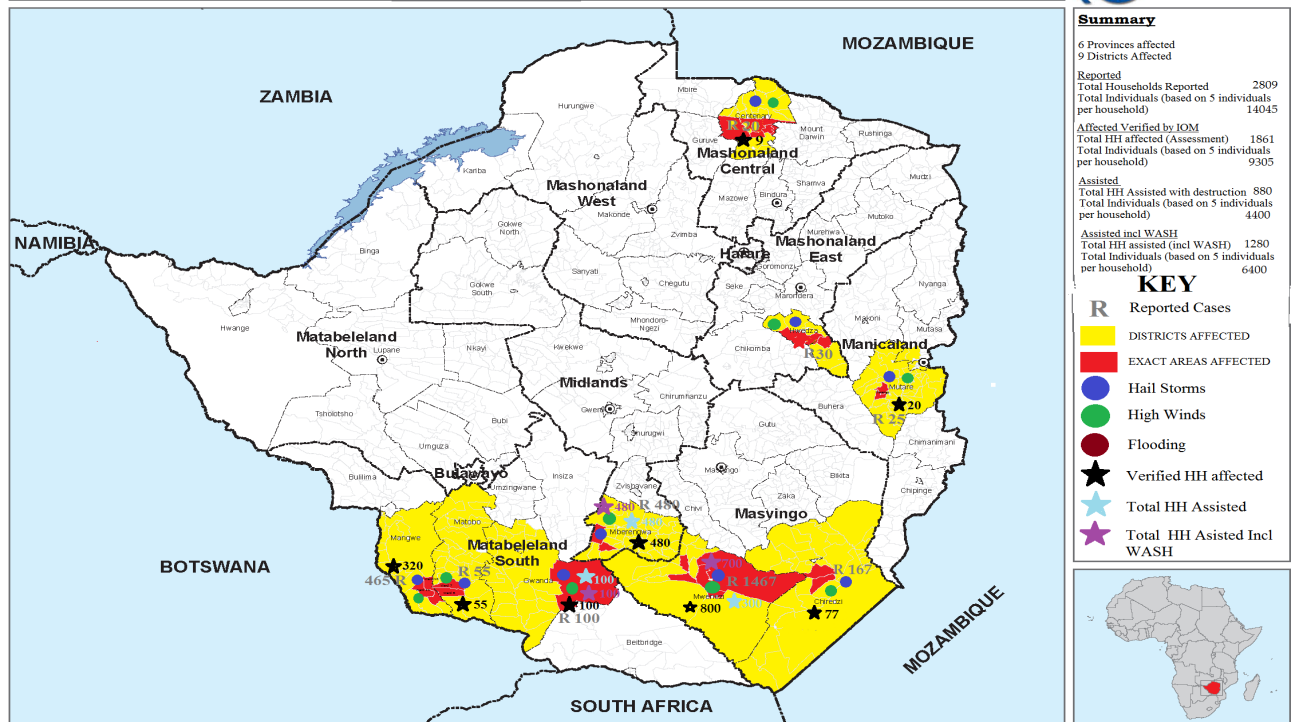 MOZAMBIQUE
ZAMBIA
NAMIBIA
BOTSWANA
SOUTH AFRICA
MOZAMBIQUE
Mbire
Hurungwe
Centenary
R 20
9
Guruve
Mount
Darwin
Rushinga
Mashonaland
Central
Kariba
Mashonaland
West
Makonde
Mazowe
Bindura
Shamva
Mudzi
Mutoko
Gokwe
North
Zvimba
Murehwa
Mashonaland
East
Harare
Goromonzi
Binga
Sanyati
Chegutu
Seke
Marondera
Nyanga
Gokwe
South
Hwange
Mhondoro-
Ngezi
Makoni
Mutasa
Hwedza
R30
Manicaland
Matabeleland
North
Lupane
Nkayi
Kwekwe
Chikomba
Midlands
Mutare
20
R 25
Chirumhanzu
Gweru
Buhera
Tsholotsho
Bubi
Shurugwi
Gutu
Chimanimani
Umguza
Masvingo
Bulawayo
Bulilima
Umzingwane
Insiza
Zvishavane
Bikita
Zaka
Chipinge
Chivi
Masvingo
480
R 480
480
Mberengwa
480
Matobo
Mangwe
Matabeleland
South
320
465 R
R 55
55
Gwanda
100
100
100
R 100
700
R 1467
Mwenezi
800
300
R 167
Chiredzi
77
Beitbridge
Summary
6 Provinces affected
9 Districts Affected
Reported
Total Households Reported 2809
Total Individuals (based on 5 individuals
per household) 14045
Affected Verified by IOM
Total HH affected (Assessment) 1861
Total Individuals (based on 5 individuals
per household) 9305
Assisted
Total HH Assisted with destruction 880
Total Individuals (based on 5 individuals
per household) 4400
Assisted incl WASH
Total HH assisted (incl WASH) 1280
Total Individuals (based on 5 individuals
per household) 6400
KEY
R Reported Cases
DISTRICTS AFFECTED
EXACT AREAS AFFECTED
Hail Storms
High Winds
Flooding
Verified HH affected
Total HH Assisted
Total HH Asisted Incl
WASH